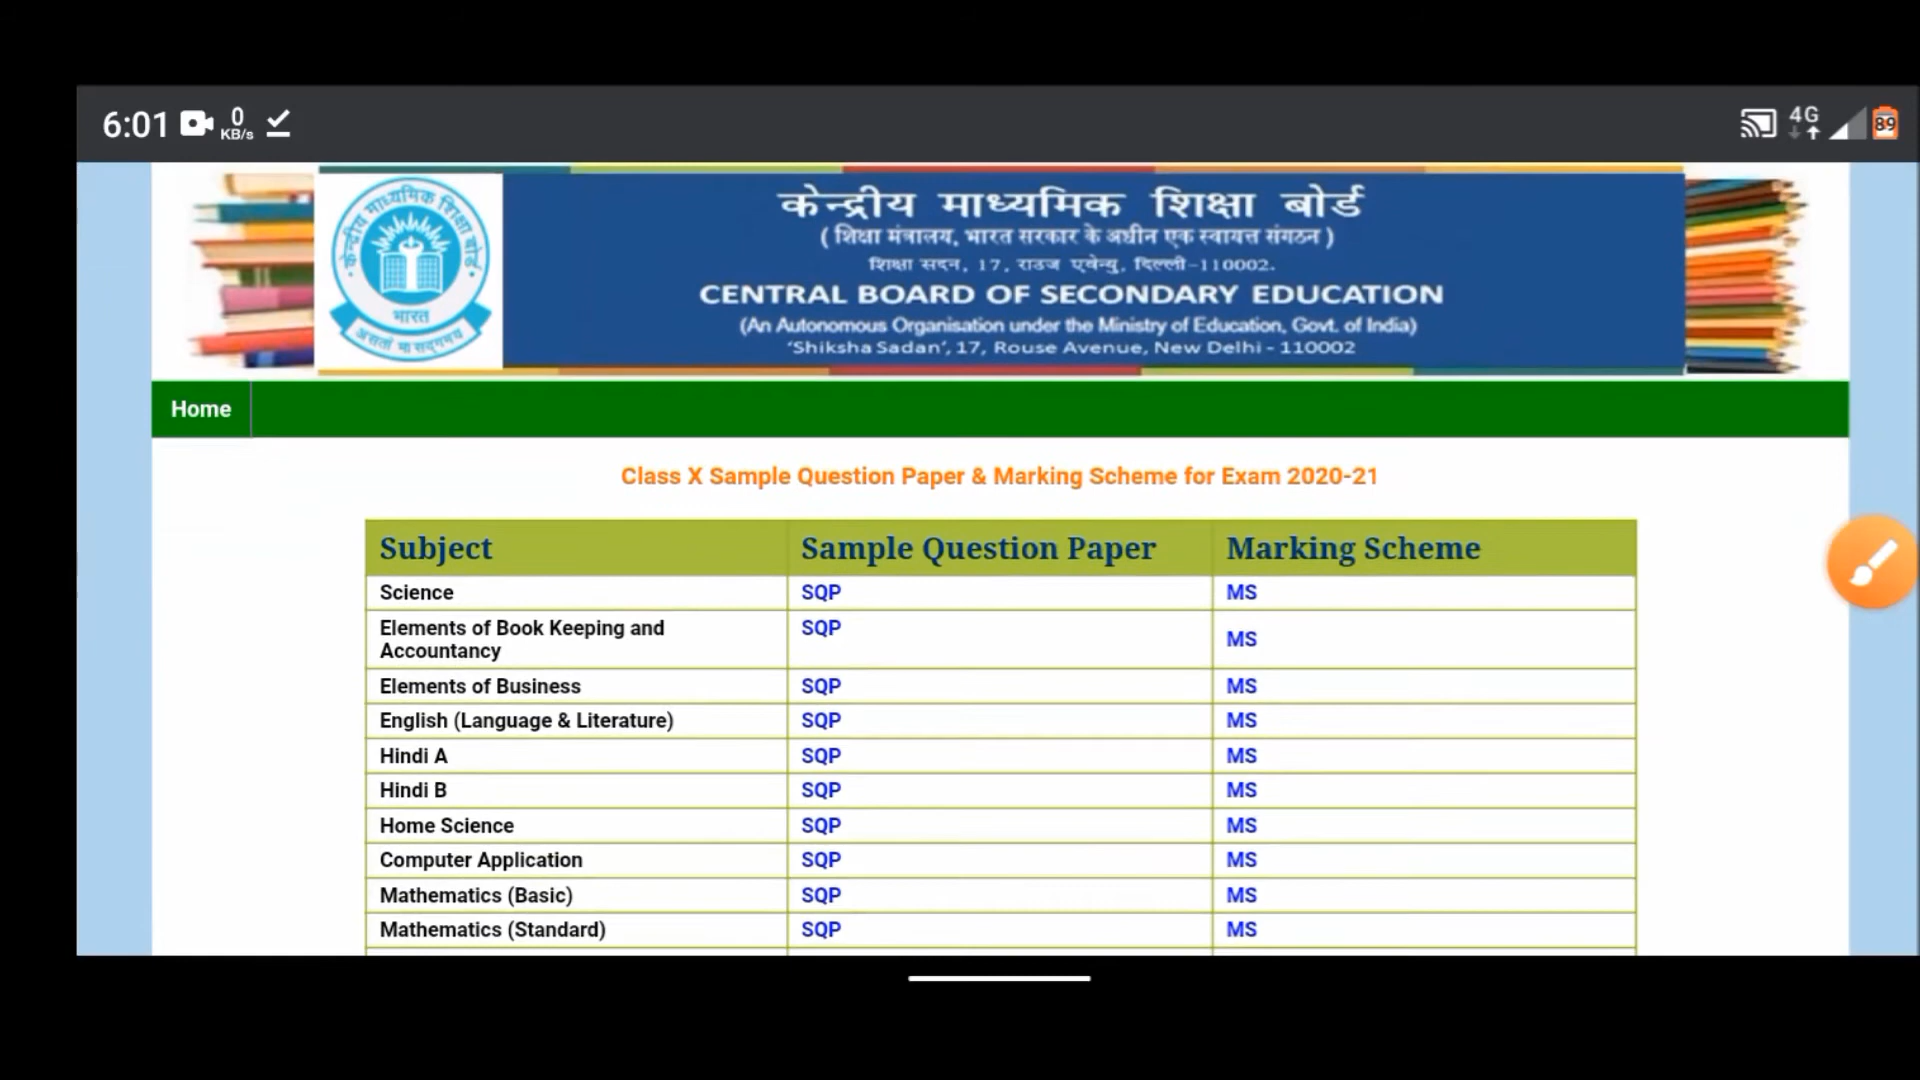 6:01 0 KB/s 4G 89
केन्द्रीय माध्यमिक शिक्षा बोर्ड
(शिक्षा मंत्रालय, भारत सरकार के अधीन एक स्वायत्त संगठन)
शिक्षा सदन, 17, राउज एवेन्यु, दिल्ली-110002.
CENTRAL BOARD OF SECONDARY EDUCATION
(An Autonomous Organisation under the Ministry of Education, Govt. of India)
'Shiksha Sadan', 17, Rouse Avenue, New Delhi - 110002
केन्द्रीय माध्यमिक शिक्षा बोर्ड
भारत
असतो मा सद्गमय
Home
Class X Sample Question Paper & Marking Scheme for Exam 2020-21
Subject Sample Question Paper Marking Scheme
Science SQP MS
Elements of Book Keeping and
Accountancy SQP MS
Elements of Business SQP MS
English (Language & Literature) SQP MS
Hindi A SQP MS
Hindi B SQP MS
Home Science SQP MS
Computer Application SQP MS
Mathematics (Basic) SQP MS
Mathematics (Standard) SQP MS